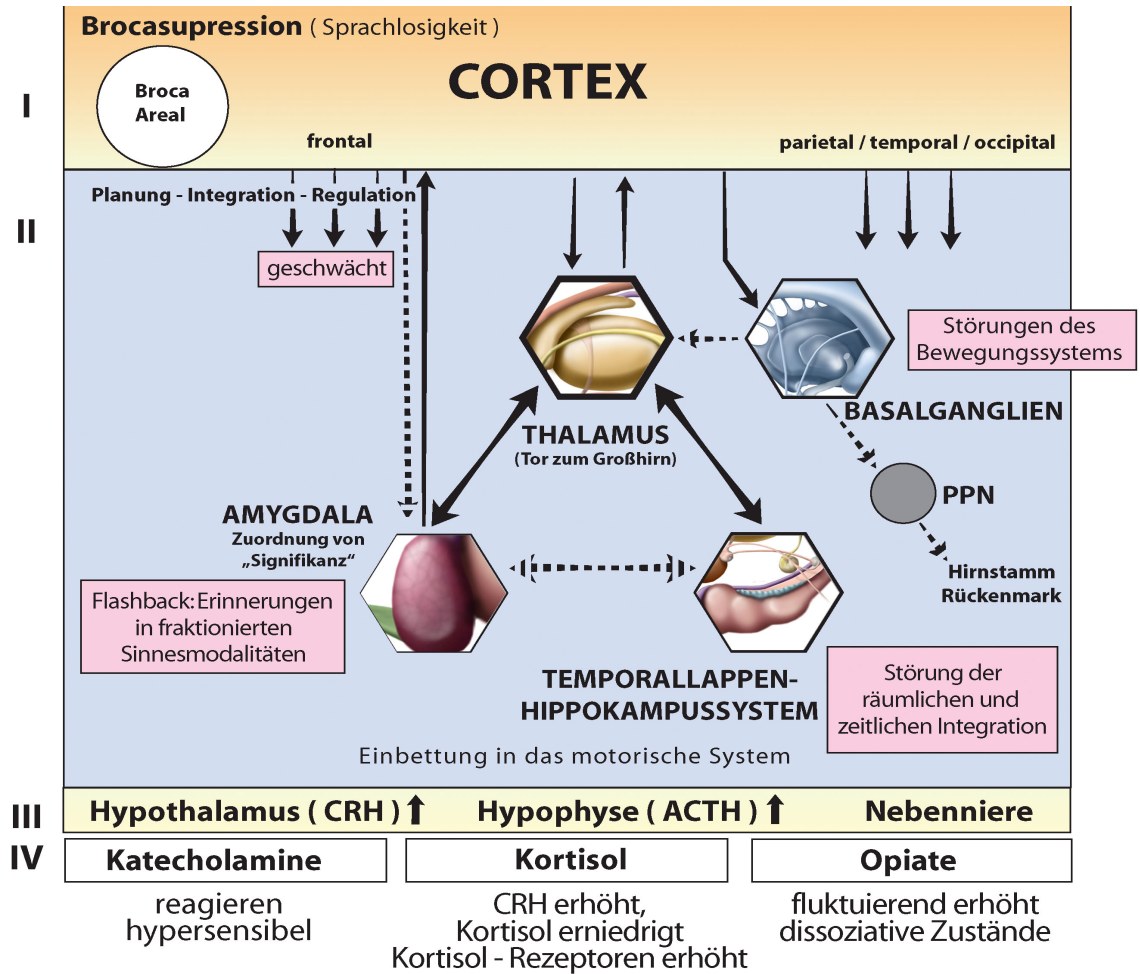 Brocasupression ( Sprachlosigkeit )
CORTEX
Broca
Areal
I
frontal
parietal / temporal / occipital
Planung - Integration - Regulation
II
geschwächt
Störungen des
Bewegungssystems
BASALGANGLIEN
THALAMUS
(Tor zum Großhirn)
PPN
AMYGDALA
Zuordnung von
„Signifikanz“
Hirnstamm
Rückenmark
Flashback: Erinnerungen
in fraktionierten
Sinnesmodalitäten
TEMPORALLAPPEN-
HIPPOKAMPUSSYSTEM
Störung der
räumlichen und
zeitlichen Integration
Einbettung in das motorische System
III
Hypothalamus ( CRH )
Hypophyse ( ACTH )
Nebenniere
IV
Katecholamine
Kortisol
Opiate
reagieren
hypersensibel
CRH erhöht,
Kortisol erniedrigt
Kortisol - Rezeptoren erhöht
fluktuierend erhöht
dissoziative Zustände